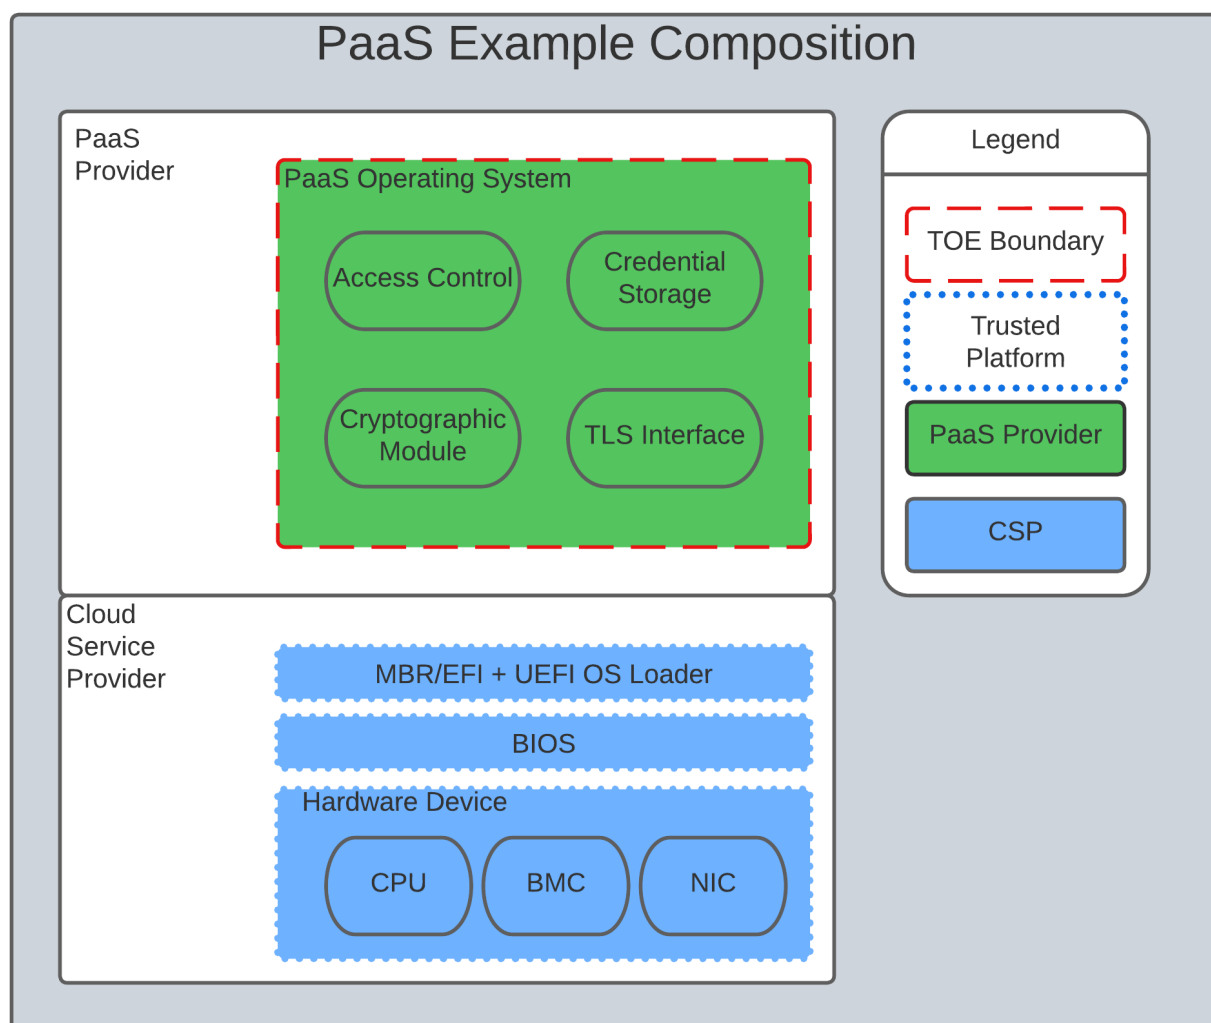 PaaS Example Composition
PaaS
Provider
PaaS Operating System
Access Control
Credential
Storage
Cryptographic
Module
TLS Interface
Cloud
Service
Provider
MBR/EFI + UEFI OS Loader
BIOS
Hardware Device
CPU
BMC
NIC
Legend
TOE Boundary
Trusted
Platform
PaaS Provider
CSP